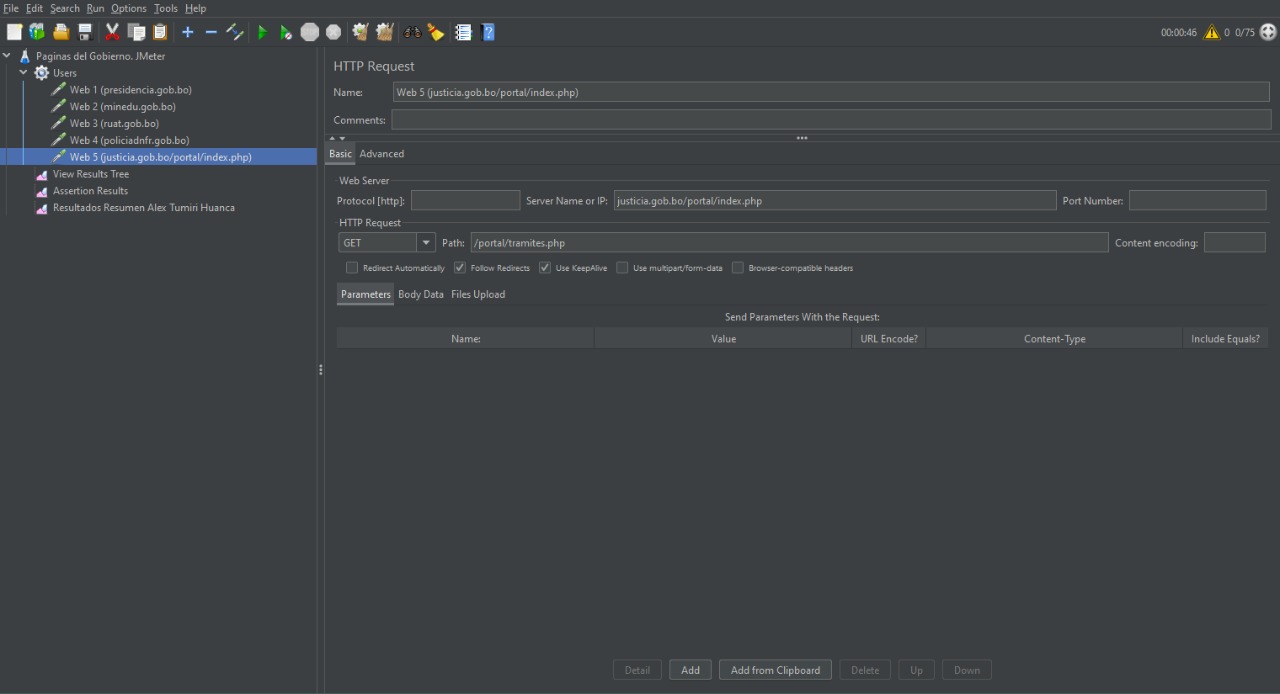 File Edit Search Run Options Tools Help
00:00:46 0 0/75
Paginas del Gobierno. JMeter
Users
Web 1 (presidencia.gob.bo)
Web 2 (minedu.gob.bo)
Web 3 (ruat.gob.bo)
Web 4 (policiadnfr.gob.bo)
Web 5 (justicia.gob.bo/portal/index.php)
View Results Tree
Assertion Results
Resultados Resumen Alex Tumiri Huanca
HTTP Request
Name: Web 5 (justicia.gob.bo/portal/index.php)
Comments:
Basic Advanced
Web Server
Protocol [http]: Server Name or IP: justicia.gob.bo/portal/index.php Port Number:
HTTP Request
GET Path: /portal/tramites.php Content encoding:
Redirect Automatically Follow Redirects Use KeepAlive Use multipart/form-data Browser-compatible headers
Parameters Body Data Files Upload
Send Parameters With the Request:
Name: Value URL Encode? Content-Type Include Equals?
Detail Add Add from Clipboard Delete Up Down